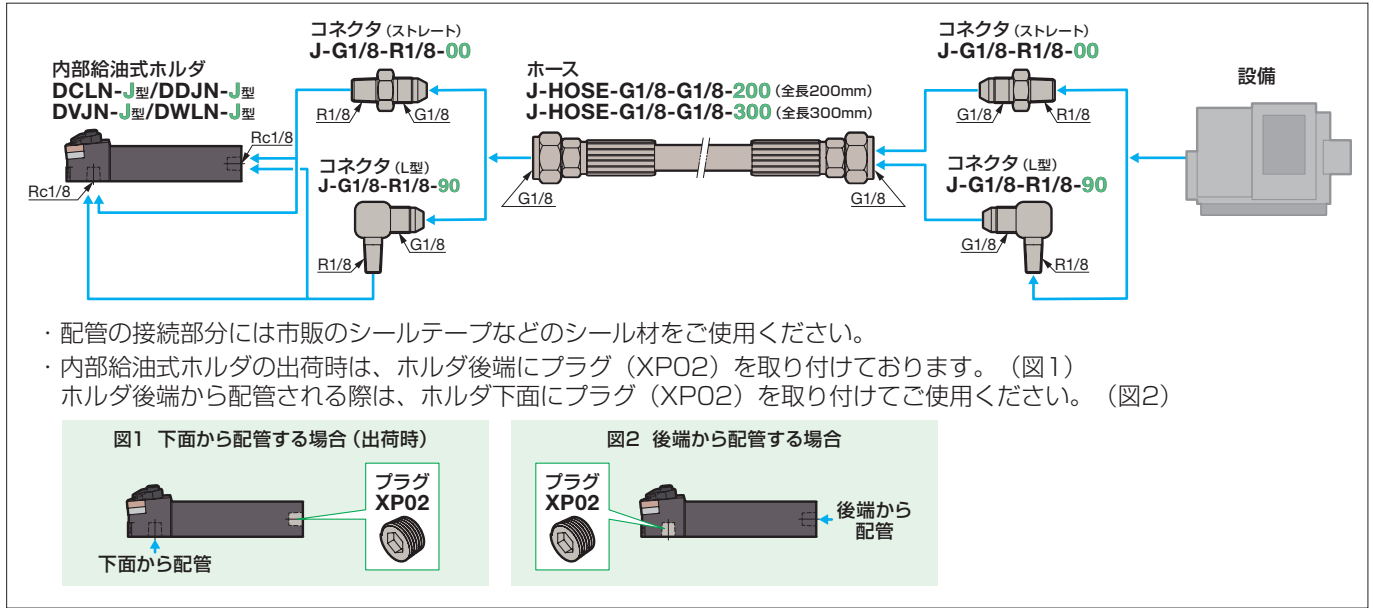 内部給油式ホルダ
DCLN-J型/DDJN-J型
DVJN-J型/DWLN-J型
Rc1/8
Rc1/8
コネクタ（ストレート）
J-G1/8-R1/8-00
R1/8
G1/8
コネクタ（L型）
J-G1/8-R1/8-90
G1/8
R1/8
ホース
J-HOSE-G1/8-G1/8-200（全長200mm）
J-HOSE-G1/8-G1/8-300（全長300mm）
G1/8
G1/8
コネクタ（ストレート）
J-G1/8-R1/8-00
G1/8
R1/8
コネクタ（L型）
J-G1/8-R1/8-90
G1/8
R1/8
設備
・配管の接続部分には市販のシールテープなどのシール材をご使用ください。
・内部給油式ホルダの出荷時は、ホルダ後端にプラグ（XP02）を取り付けております。（図1）
ホルダ後端から配管される際は、ホルダ下面にプラグ（XP02）を取り付けてご使用ください。（図2）
図1 下面から配管する場合（出荷時）
プラグ
XP02
下面から配管
図2 後端から配管する場合
プラグ
XP02
後端から
配管